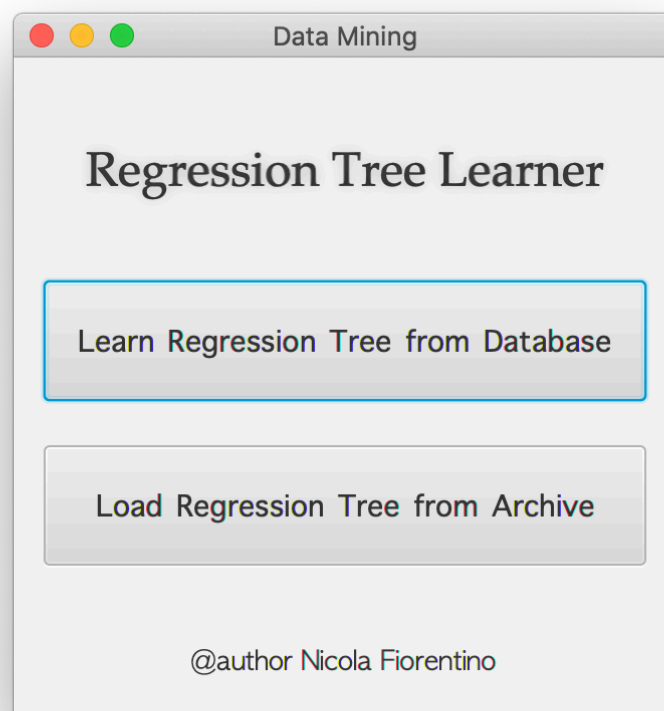 Data Mining
Regression Tree Learner
Learn Regression Tree from Database
Load Regression Tree from Archive
@author Nicola Fiorentino